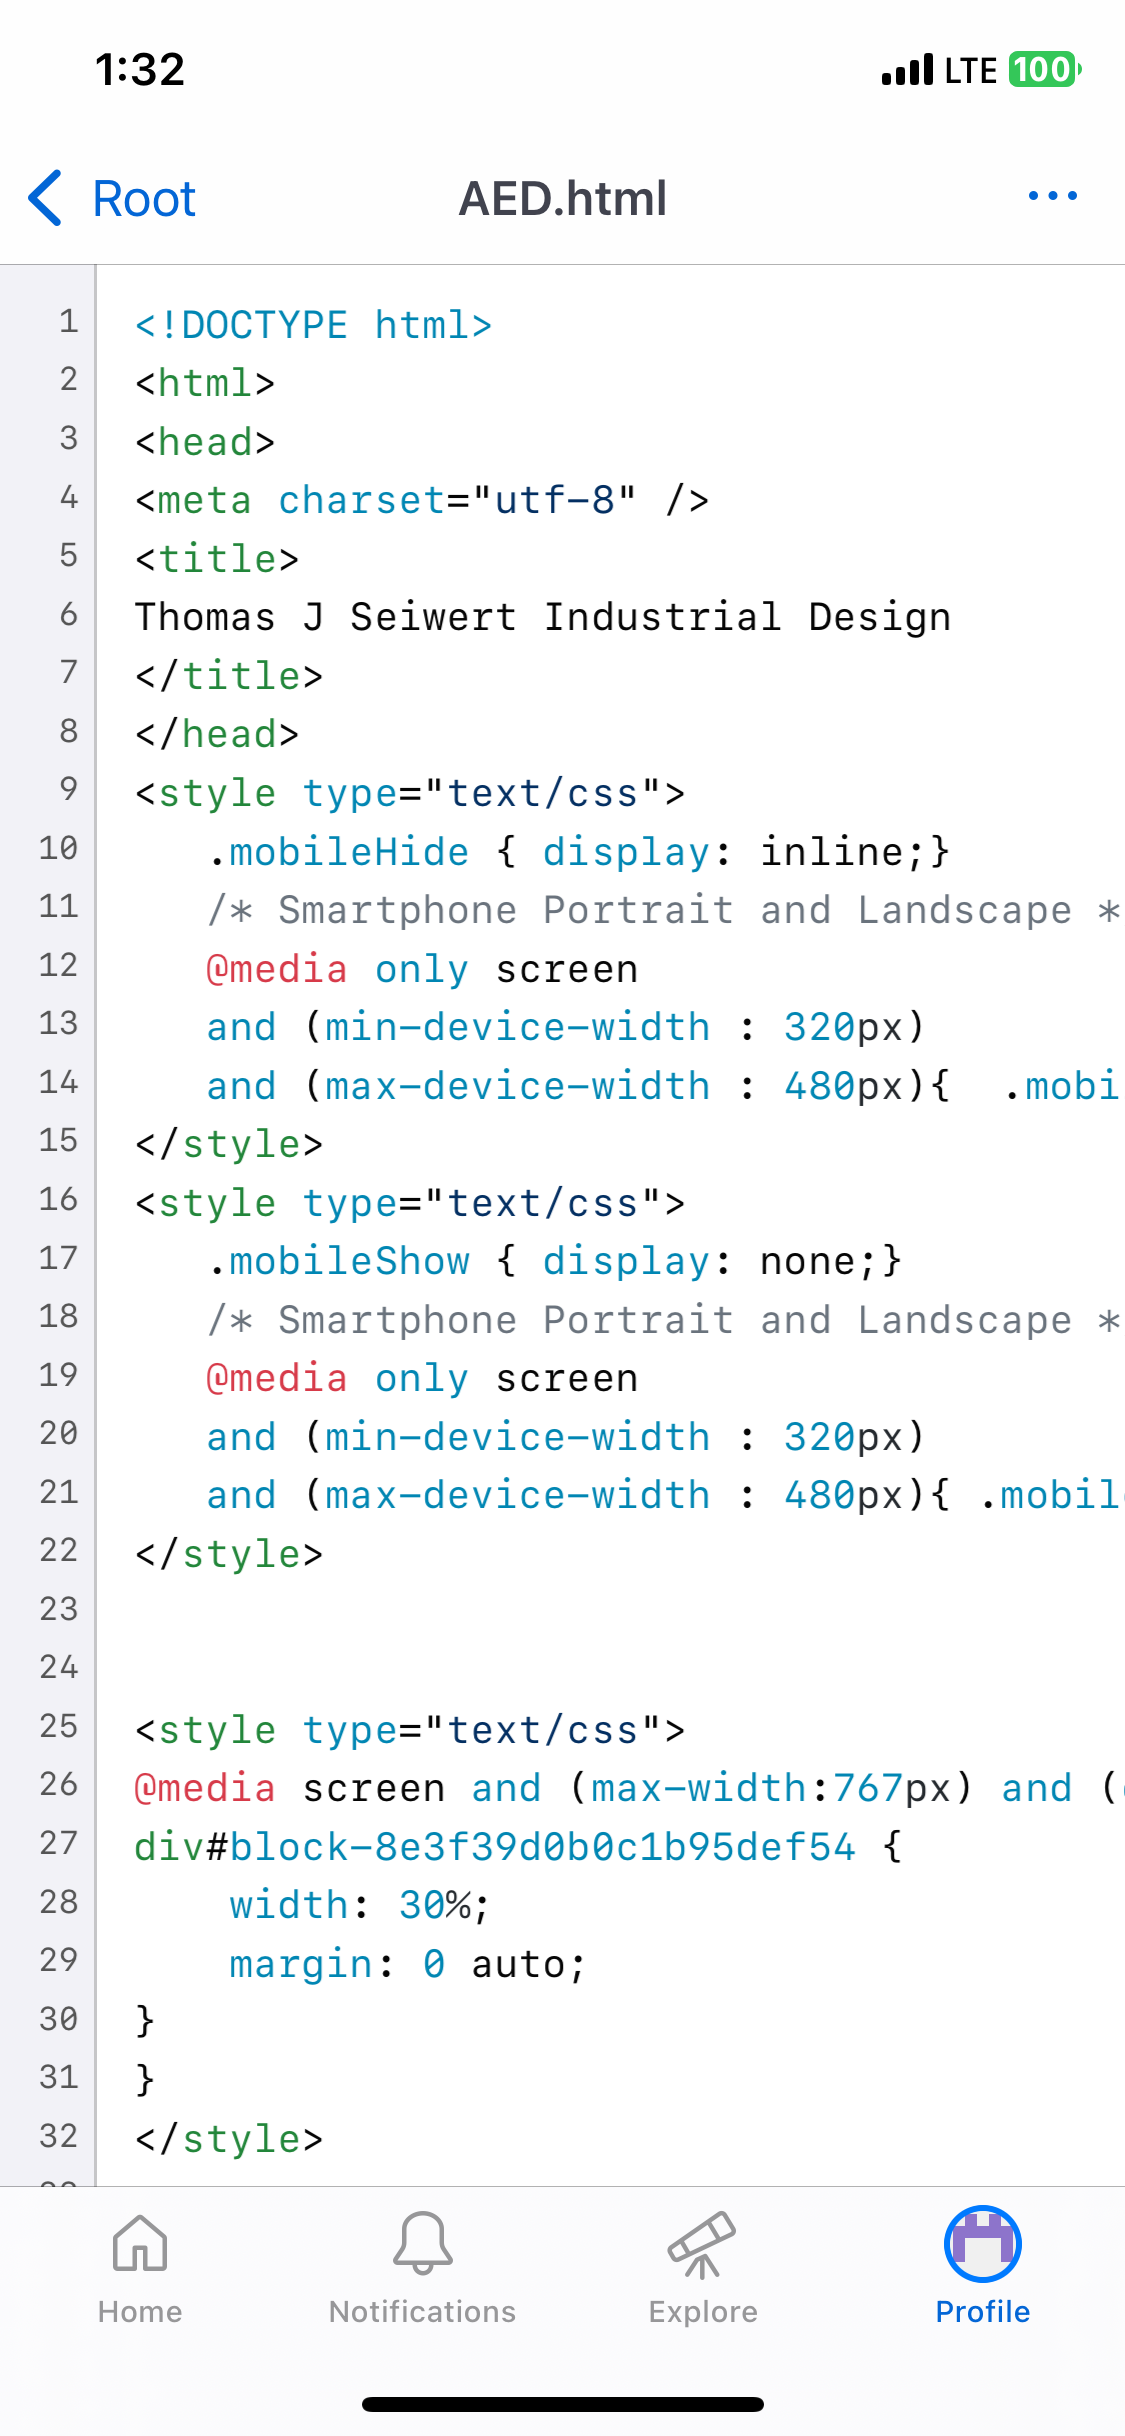 1:32 LTE 100
Root AED.html ...
1 <!DOCTYPE html>
2 <html>
3 <head>
4 <meta charset="utf-8" />
5 <title>
6 Thomas J Seiwert Industrial Design
7 </title>
8 </head>
9 <style type="text/css">
10 .mobileHide { display: inline;}
11 /* Smartphone Portrait and Landscape *
12 @media only screen
13 and (min-device-width : 320px)
14 and (max-device-width : 480px){ .mobi
15 </style>
16 <style type="text/css">
17 .mobileShow { display: none;}
18 /* Smartphone Portrait and Landscape *
19 @media only screen
20 and (min-device-width : 320px)
21 and (max-device-width : 480px){ .mobil
22 </style>
23
24
25 <style type="text/css">
26 @media screen and (max-width:767px) and (
27 div#block-8e3f39d0b0c1b95def54 {
28 width: 30%;
29 margin: 0 auto;
30 }
31 }
32 </style>
Home Notifications Explore Profile